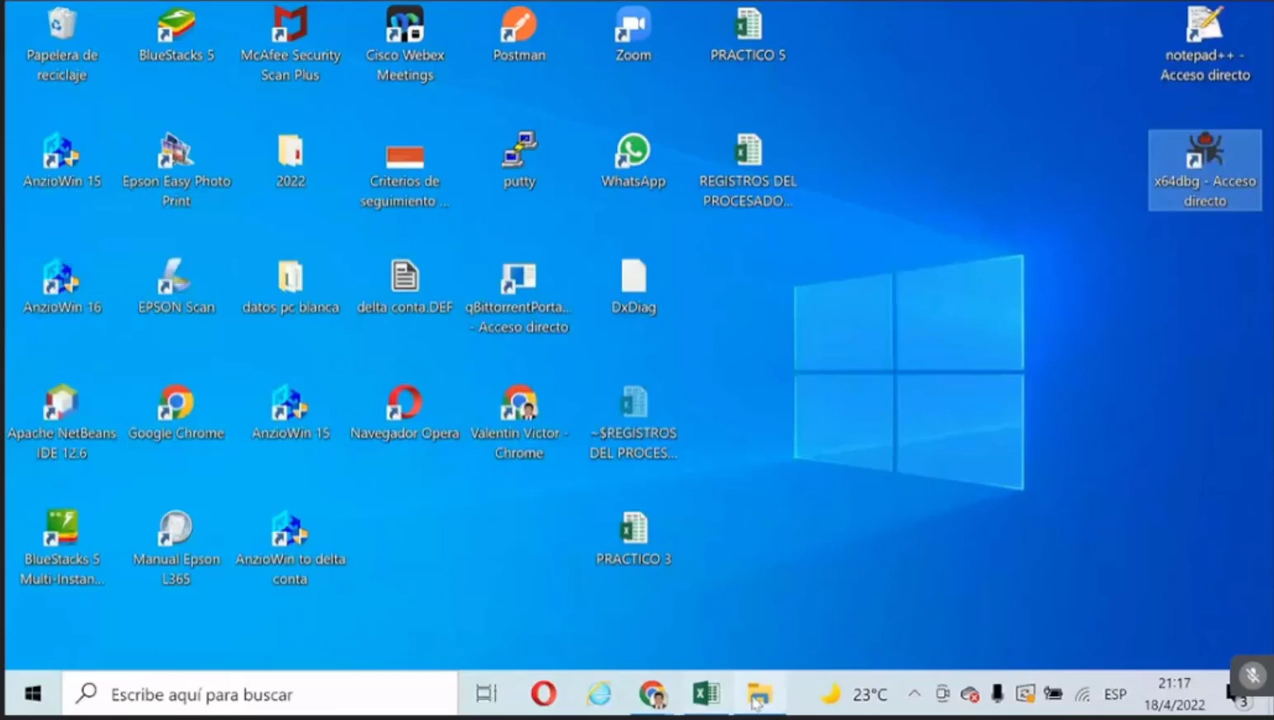 Papelera de
reciclaje
BlueStacks 5
McAfee Security
Scan Plus
Cisco Webex
Meetings
Postman
Zoom
PRACTICO 5
notepad++ -
Acceso directo
AnzioWin 15
Epson Easy Photo
Print
2022
Criterios de
seguimiento ...
putty
WhatsApp
REGISTROS DEL
PROCESADO...
x64dbg - Acceso
directo
AnzioWin 16
EPSON Scan
datos pc blanca
delta conta.DEF
qBittorrentPorta...
- Acceso directo
DxDiag
Apache NetBeans
IDE 12.6
Google Chrome
AnzioWin 15
Navegador Opera
Valentin Victor -
Chrome
~$REGISTROS
DEL PROCES...
BlueStacks 5
Multi-Instan...
Manual Epson
L365
AnzioWin to delta
conta
PRACTICO 3
Escribe aquí para buscar
23°C
ESP
21:17
18/4/2022
3